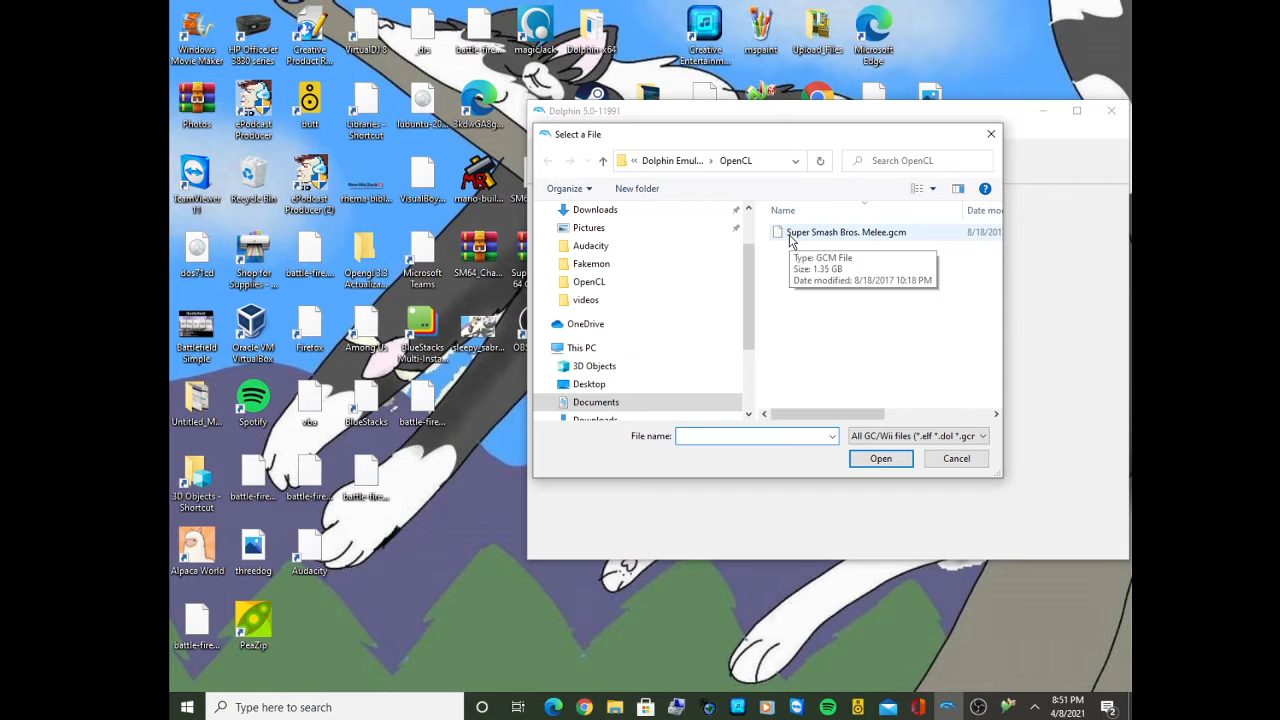 Windows Movie Maker
HP OfficeJet 3830 series
Creative Product R...
VirtualDJ 8
_drs
battle-fire...
magicJack
Dolphin x64
Creative Entertainm...
mspaint
Upload_Files
Microsoft Edge
Photos
ePodcast Producer
butt
Libraries - Shortcut
lubuntu-20...
3kdwGA8g...
Dolphin 5.0-11991
Select a File
Dolphin Emul...
OpenCL
Search OpenCL
Organize
New folder
TeamViewer 11
Recycle Bin
ePodcast Producer (2)
rhema-bibl...
VisualBoy...
mario-buil...
Downloads
Pictures
Audacity
Fakemon
OpenCL
videos
OneDrive
This PC
3D Objects
Desktop
Documents
Downloads
Name
Date mo
Super Smash Bros. Melee.gcm
8/18/201
Type: GCM File
Size: 1.35 GB
Date modified: 8/18/2017 10:18 PM
dos71cd
Shop for Supplies - ...
battle-fire...
Opengl 3.3 Actualiza...
Microsoft Teams
SM64_Cha...
Battlefield Simple
Oracle VM VirtualBox
Firefox
Among Us
BlueStacks Multi-Insta...
sleepy_sabr...
Untitled_M...
Spotify
vba
BlueStacks
battle-fire...
File name:
All GC/Wii files (*.elf *.dol *.gcr
Open
Cancel
3D Objects - Shortcut
battle-fire...
battle-fire...
battle-fire...
Alpaca World
threedog
Audacity
battle-fire...
PeaZip
Type here to search
8:51 PM
4/8/2021
2